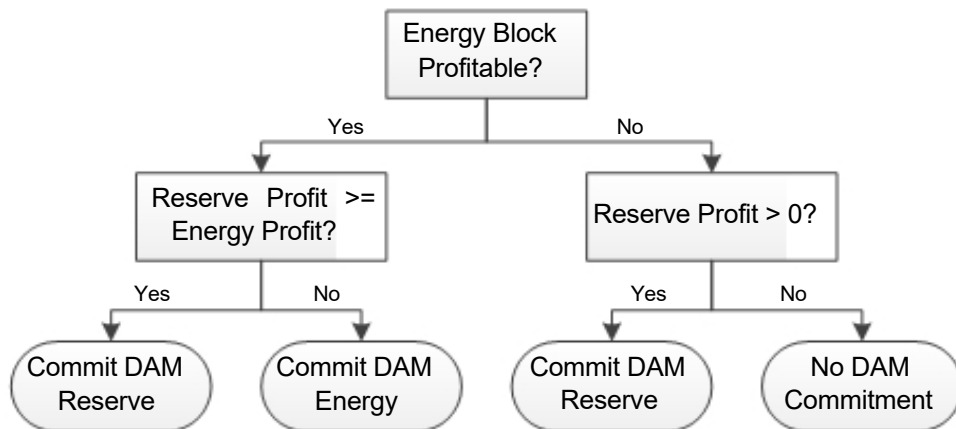 Energy Block
Profitable?
Yes
No
Reserve Profit >=
Energy Profit?
Reserve Profit > 0?
Yes
No
Yes
No
Commit DAM
Reserve
Commit DAM
Energy
Commit DAM
Reserve
No DAM
Commitment